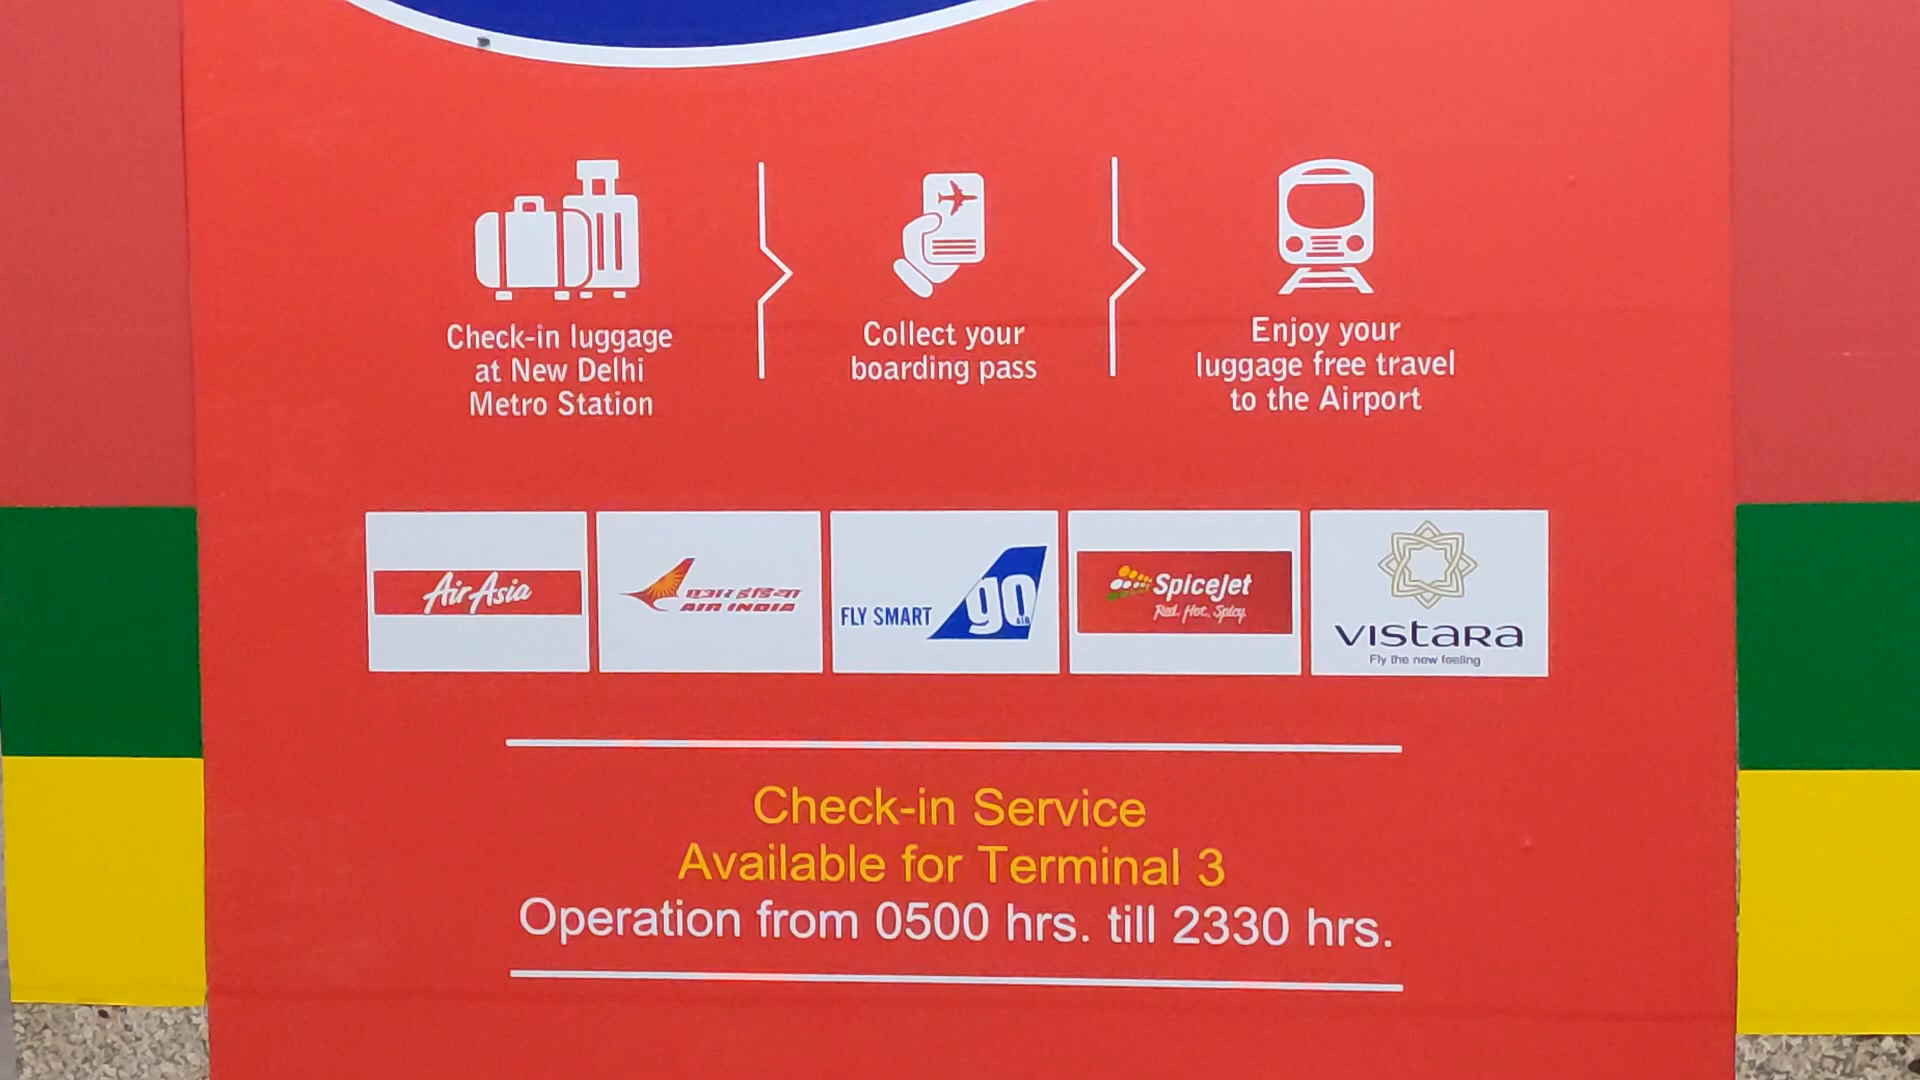 Check-in luggage
at New Delhi
Metro Station
Collect your
boarding pass
Enjoy your
luggage free travel
to the Airport
AirAsia
एअर इंडिया
AIR INDIA
FLY SMART
go
AIR
SpiceJet
Red. Hot. Spicy.
VISTARA
Fly the new feeling
Check-in Service
Available for Terminal 3
Operation from 0500 hrs. till 2330 hrs.